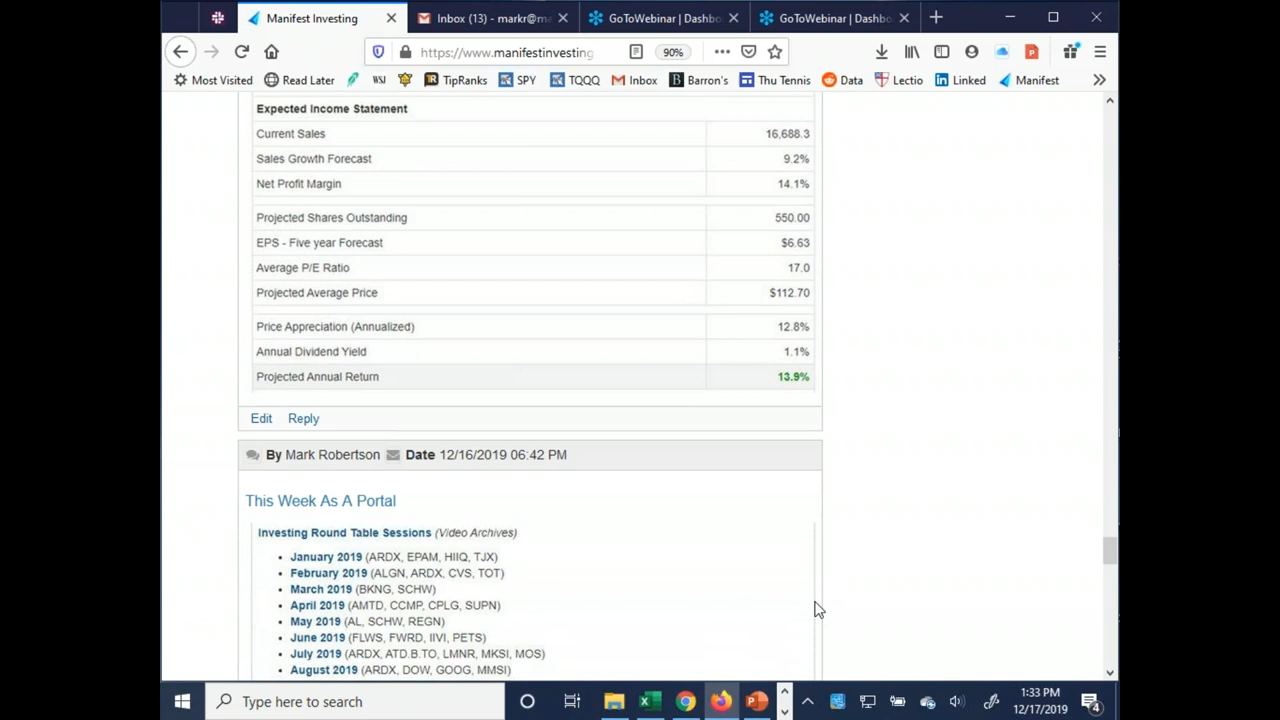 Manifest Investing
Inbox (13) - markr@ma
GoToWebinar | Dashbo
GoToWebinar | Dashbo
https://www.manifestinvesting
90%
Most Visited
Read Later
WSJ
TipRanks
SPY
TQQQ
Inbox
B Barron's
Thu Tennis
Data
Lectio
Linked
Manifest
Expected Income Statement
Current Sales 16,688.3
Sales Growth Forecast 9.2%
Net Profit Margin 14.1%
Projected Shares Outstanding 550.00
EPS - Five year Forecast $6.63
Average P/E Ratio 17.0
Projected Average Price $112.70
Price Appreciation (Annualized) 12.8%
Annual Dividend Yield 1.1%
Projected Annual Return 13.9%
Edit Reply
By Mark Robertson Date 12/16/2019 06:42 PM
This Week As A Portal
Investing Round Table Sessions (Video Archives)
• January 2019 (ARDX, EPAM, HIIQ, TJX)
• February 2019 (ALGN, ARDX, CVS, TOT)
• March 2019 (BKNG, SCHW)
• April 2019 (AMTD, CCMP, CPLG, SUPN)
• May 2019 (AL, SCHW, REGN)
• June 2019 (FLWS, FWRD, IIVI, PETS)
• July 2019 (ARDX, ATD.B.TO, LMNR, MKSI, MOS)
• August 2019 (ARDX, DOW, GOOG, MMSI)
Type here to search
1:33 PM
12/17/2019
4